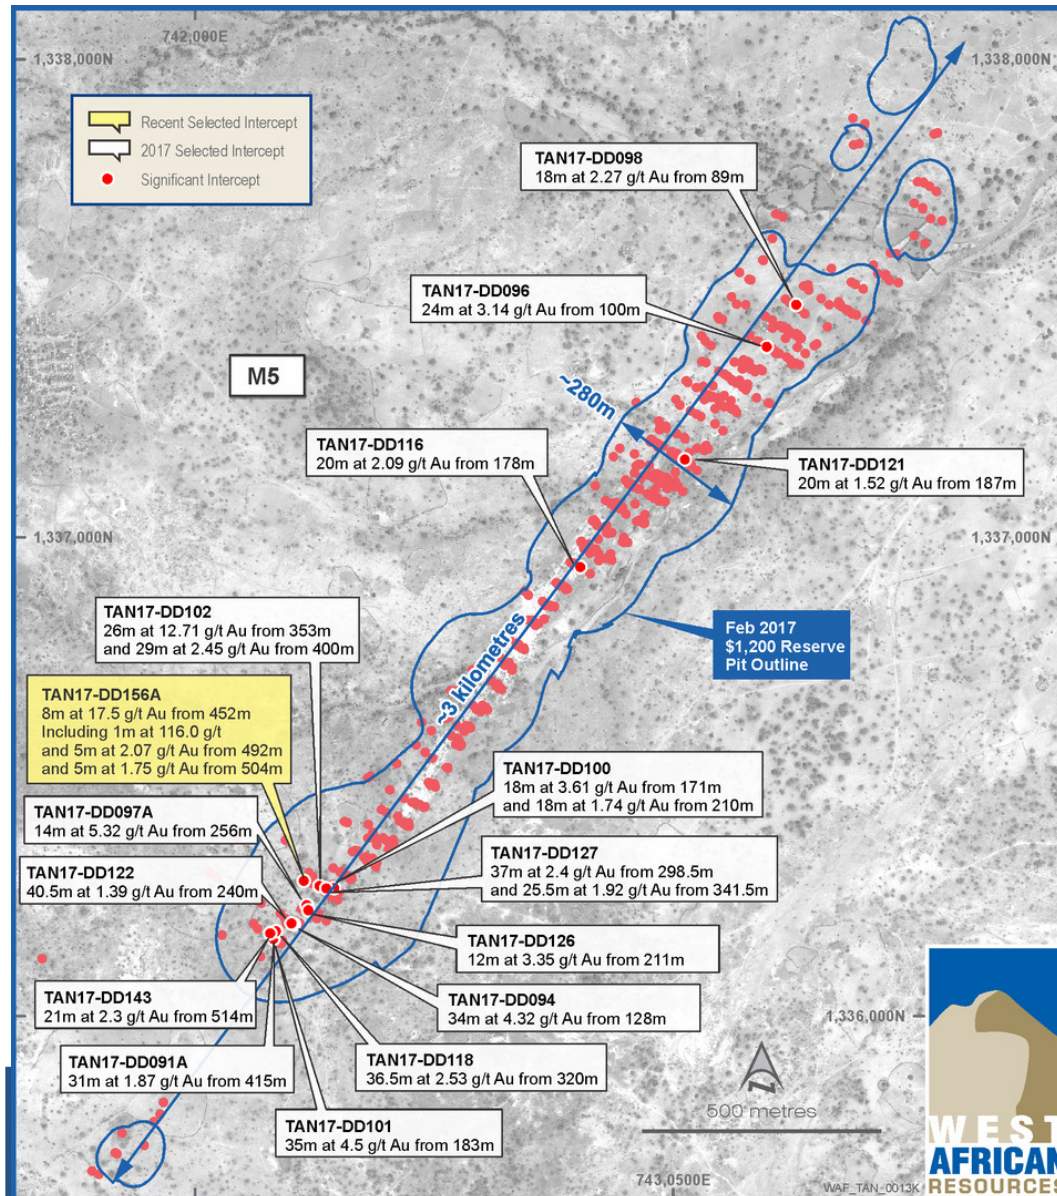 742,000E
1,338,000N
1,338,000N
Recent Selected Intercept
2017 Selected Intercept
Significant Intercept
TAN17-DD098
18m at 2.27 g/t Au from 89m
TAN17-DD096
24m at 3.14 g/t Au from 100m
M5
~280m
TAN17-DD116
20m at 2.09 g/t Au from 178m
TAN17-DD121
20m at 1.52 g/t Au from 187m
1,337,000N
1,337,000N
TAN17-DD102
26m at 12.71 g/t Au from 353m
and 29m at 2.45 g/t Au from 400m
Feb 2017
$1,200 Reserve
Pit Outline
~3 kilometres
TAN17-DD156A
8m at 17.5 g/t Au from 452m
Including 1m at 116.0 g/t
and 5m at 2.07 g/t Au from 492m
and 5m at 1.75 g/t Au from 504m
TAN17-DD100
18m at 3.61 g/t Au from 171m
and 18m at 1.74 g/t Au from 210m
TAN17-DD097A
14m at 5.32 g/t Au from 256m
TAN17-DD127
37m at 2.4 g/t Au from 298.5m
and 25.5m at 1.92 g/t Au from 341.5m
TAN17-DD122
40.5m at 1.39 g/t Au from 240m
TAN17-DD126
12m at 3.35 g/t Au from 211m
TAN17-DD143
21m at 2.3 g/t Au from 514m
TAN17-DD094
34m at 4.32 g/t Au from 128m
1,336,000N
TAN17-DD091A
31m at 1.87 g/t Au from 415m
TAN17-DD118
36.5m at 2.53 g/t Au from 320m
TAN17-DD101
35m at 4.5 g/t Au from 183m
N
500 metres
743,0500E
WEST
AFRICAN
RESOURCES
WAF_TAN_0013K